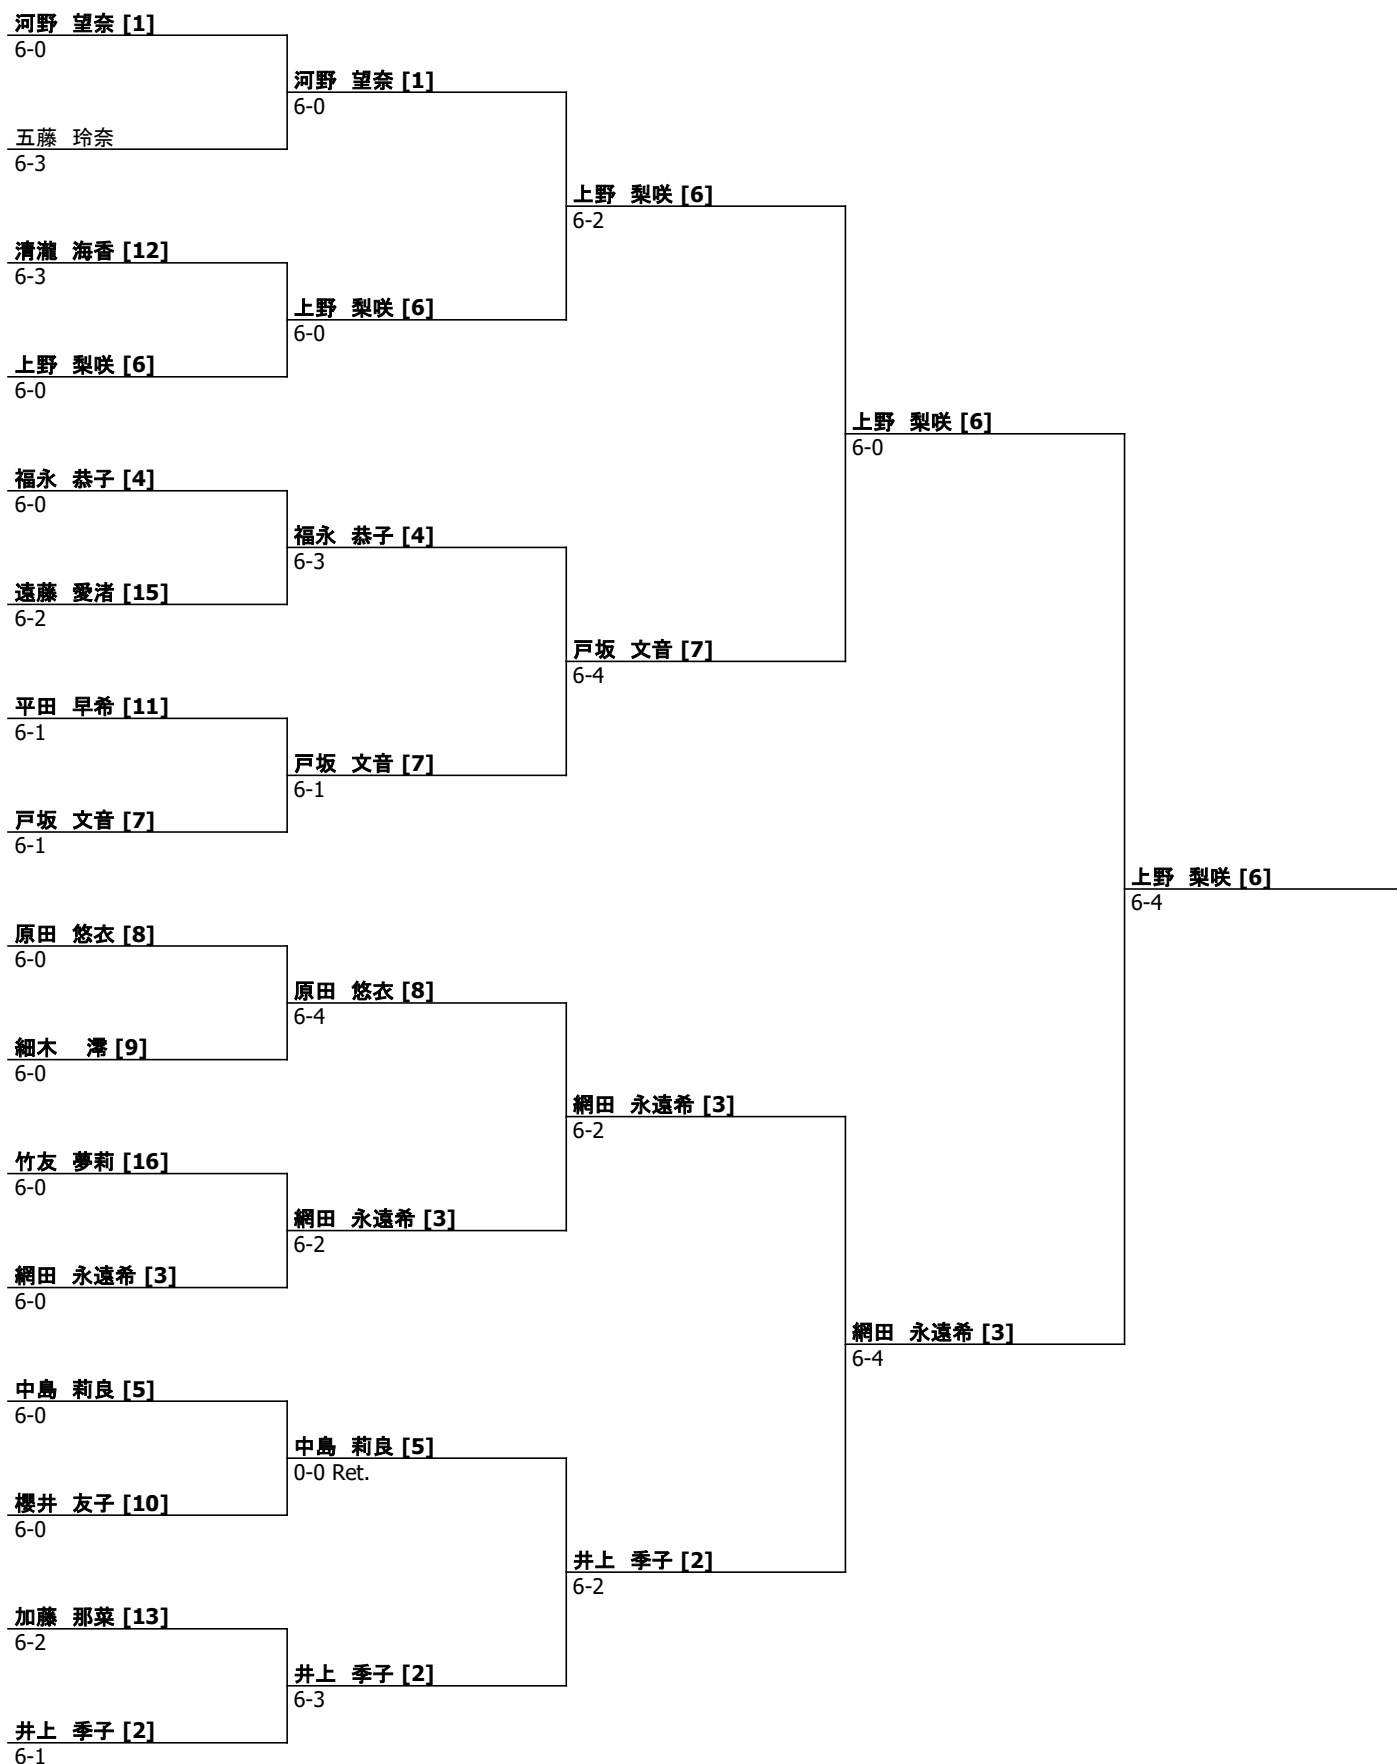 河野 望奈 [1]
6-0
河野 望奈 [1]
6-0
五藤 玲奈
6-3
上野 梨咲 [6]
6-2
清瀧 海香 [12]
6-3
上野 梨咲 [6]
6-0
上野 梨咲 [6]
6-0
上野 梨咲 [6]
6-0
福永 恭子 [4]
6-0
福永 恭子 [4]
6-3
遠藤 愛渚 [15]
6-2
戸坂 文音 [7]
6-4
平田 早希 [11]
6-1
戸坂 文音 [7]
6-1
戸坂 文音 [7]
6-1
上野 梨咲 [6]
6-4
原田 悠衣 [8]
6-0
原田 悠衣 [8]
6-4
細木 澪 [9]
6-0
網田 永遠希 [3]
6-2
竹友 夢莉 [16]
6-0
網田 永遠希 [3]
6-2
網田 永遠希 [3]
6-0
網田 永遠希 [3]
6-4
中島 莉良 [5]
6-0
中島 莉良 [5]
0-0 Ret.
櫻井 友子 [10]
6-0
井上 季子 [2]
6-2
加藤 那菜 [13]
6-2
井上 季子 [2]
6-3
井上 季子 [2]
6-1